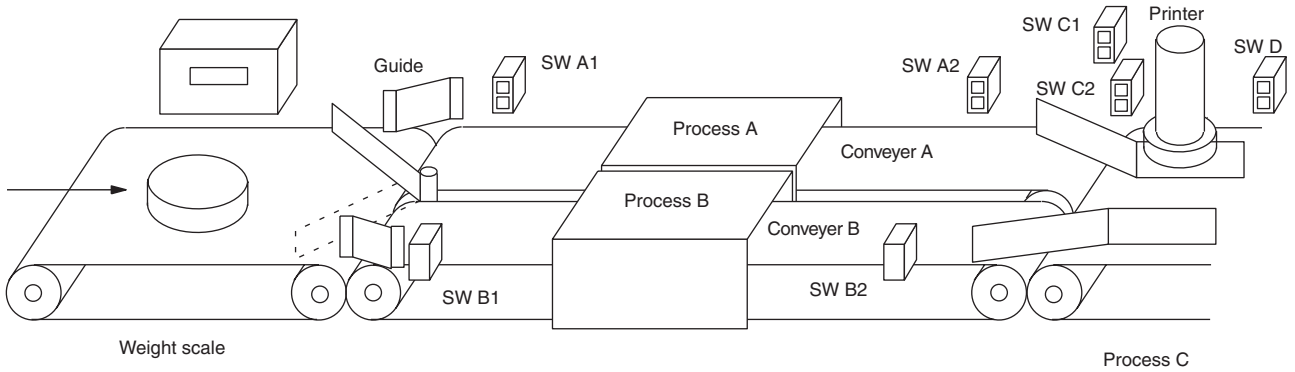 SW C1
Printer
Guide
SW A1
SW A2
SW C2
SW D
Process A
Conveyer A
Process B
Conveyer B
SW B1
SW B2
Weight scale
Process C